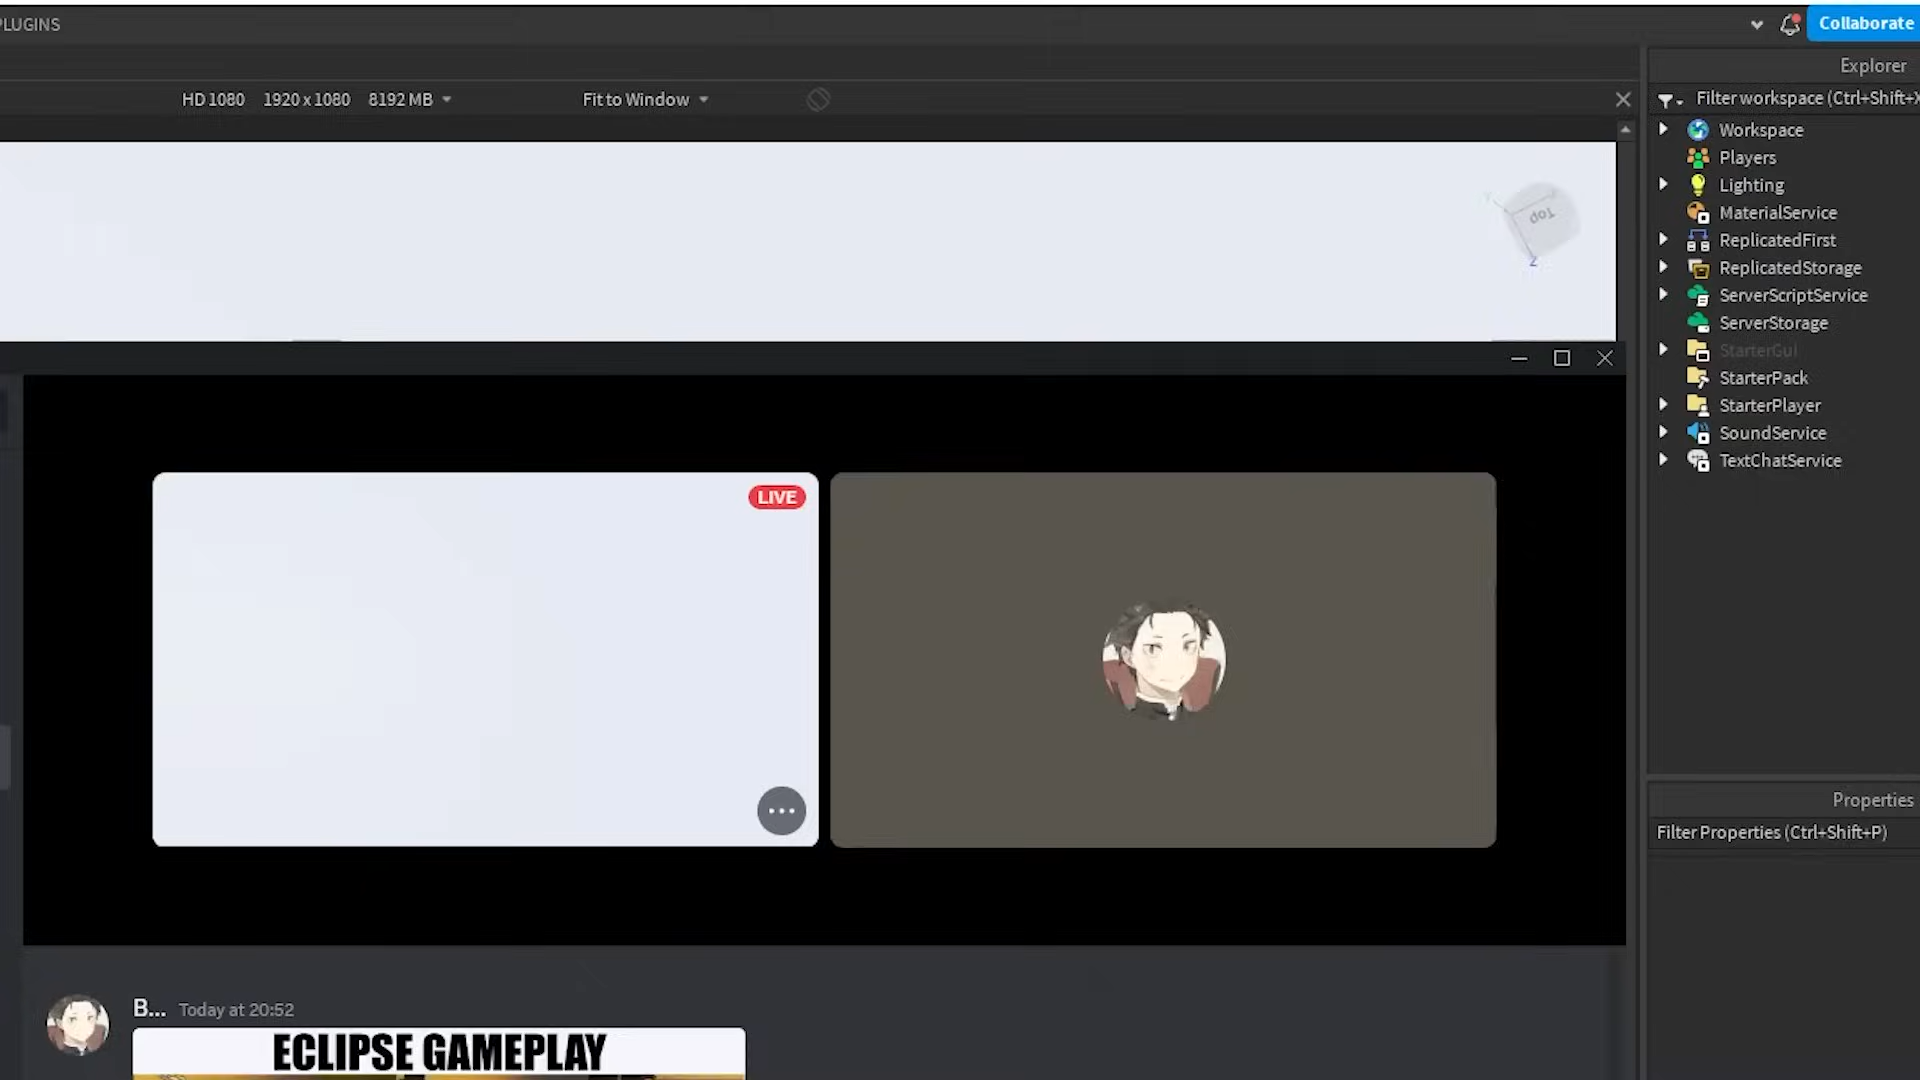 PLUGINS
Collaborate
Explorer
HD 1080 1920 x 1080 8192 MB
Fit to Window
Filter workspace (Ctrl+Shift+X
Workspace
Players
Lighting
MaterialService
ReplicatedFirst
ReplicatedStorage
ServerScriptService
ServerStorage
StarterGui
StarterPack
StarterPlayer
SoundService
TextChatService
Top
Z
LIVE
Properties
Filter Properties (Ctrl+Shift+P)
B... Today at 20:52
ECLIPSE GAMEPLAY